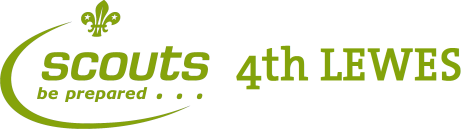 scouts
be prepared . . .
4th LEWES